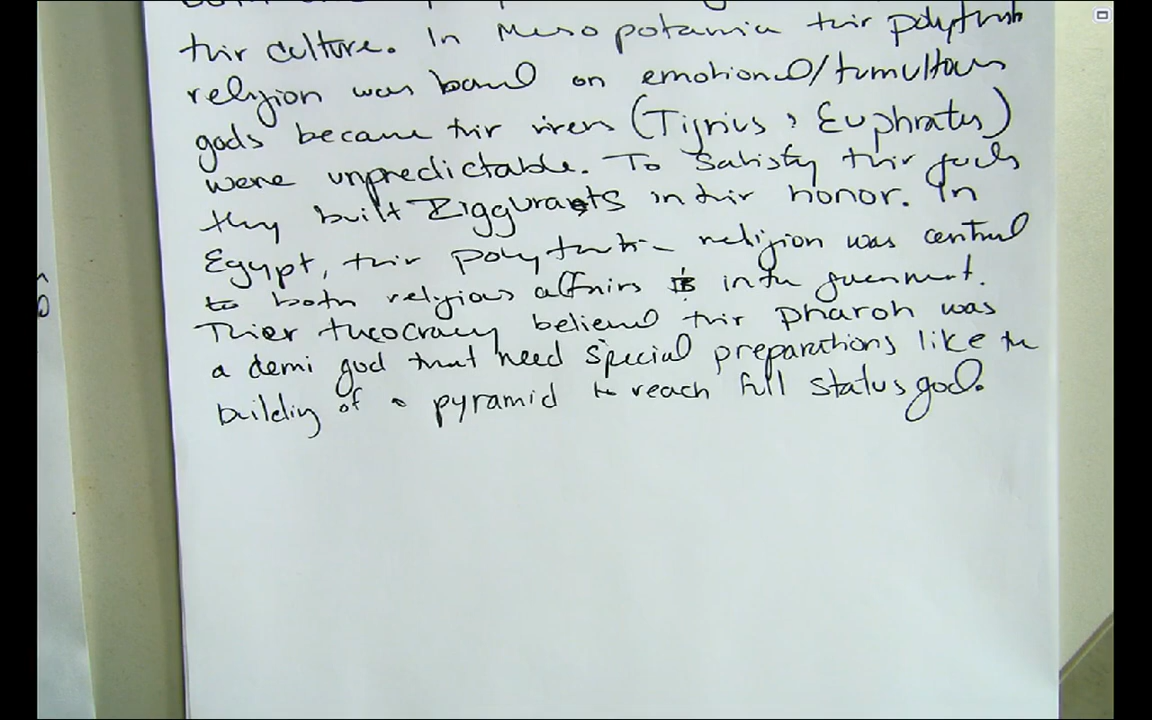 their culture. In Mesopotamia their polytheistic
religion was based on emotional/tumultous
gods because their rivers (Tigrius & Euphrates)
were unpredictable. To satisfy their gods
they built Ziggurats in their honor. In
Egypt, their polytheistic religion was central
to both religious affairs & in the government.
Thier theocracy believed their pharoh was
a demi god that need special preparations like the
building of a pyramid to reach full status god.